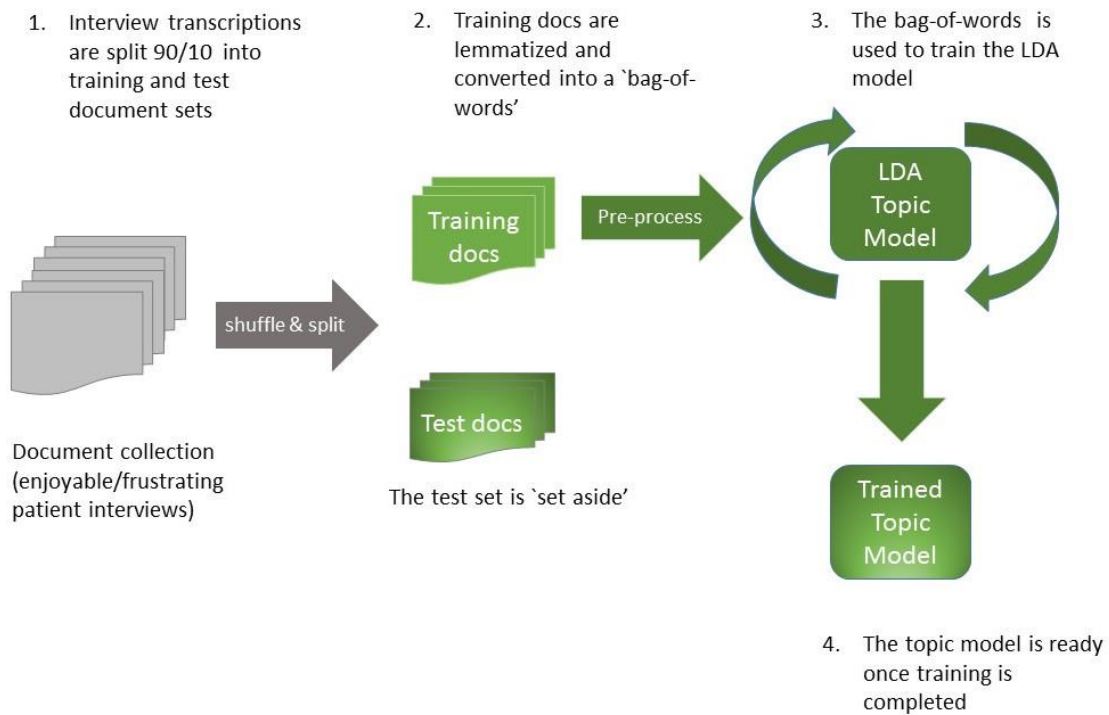 1. Interview transcriptions
are split 90/10 into
training and test
document sets
2. Training docs are
lemmatized and
converted into a `bag-of-
words’
3. The bag-of-words is
used to train the LDA
model
Training
docs
Pre-process
LDA
Topic
Model
shuffle & split
Test docs
Document collection
(enjoyable/frustrating
patient interviews)
The test set is `set aside’
Trained
Topic
Model
4. The topic model is ready
once training is
completed